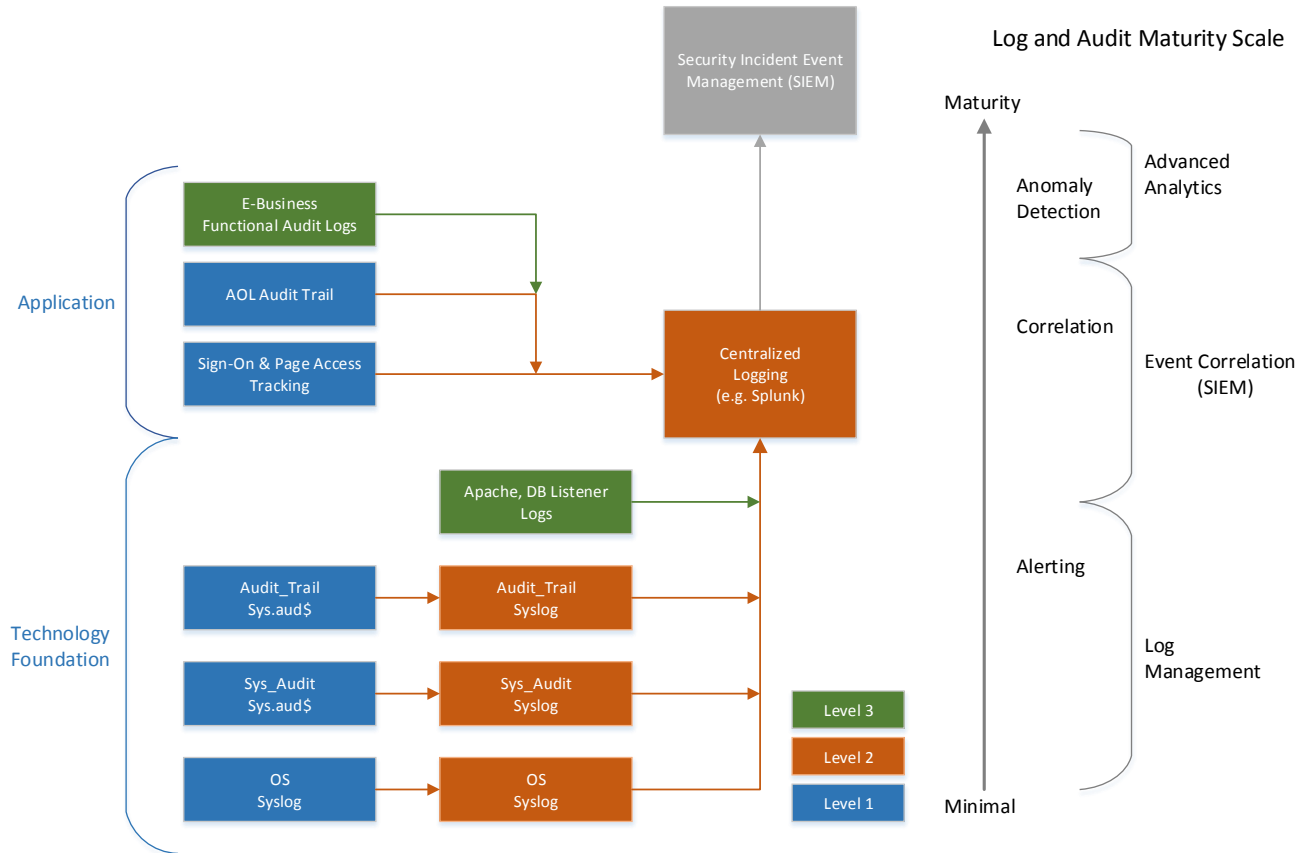 Log and Audit Maturity Scale
Security Incident Event
Management (SIEM)
Application
E-Business
Functional Audit Logs
AOL Audit Trail
Sign-On & Page Access
Tracking
Centralized
Logging
(e.g. Splunk)
Technology
Foundation
Apache, DB Listener
Logs
Audit_Trail
Sys.aud$
Audit_Trail
Syslog
Sys_Audit
Sys.aud$
Sys_Audit
Syslog
OS
Syslog
OS
Syslog
Level 3
Level 2
Level 1
Maturity
Anomaly
Detection
Advanced
Analytics
Correlation
Event Correlation
(SIEM)
Alerting
Log
Management
Minimal